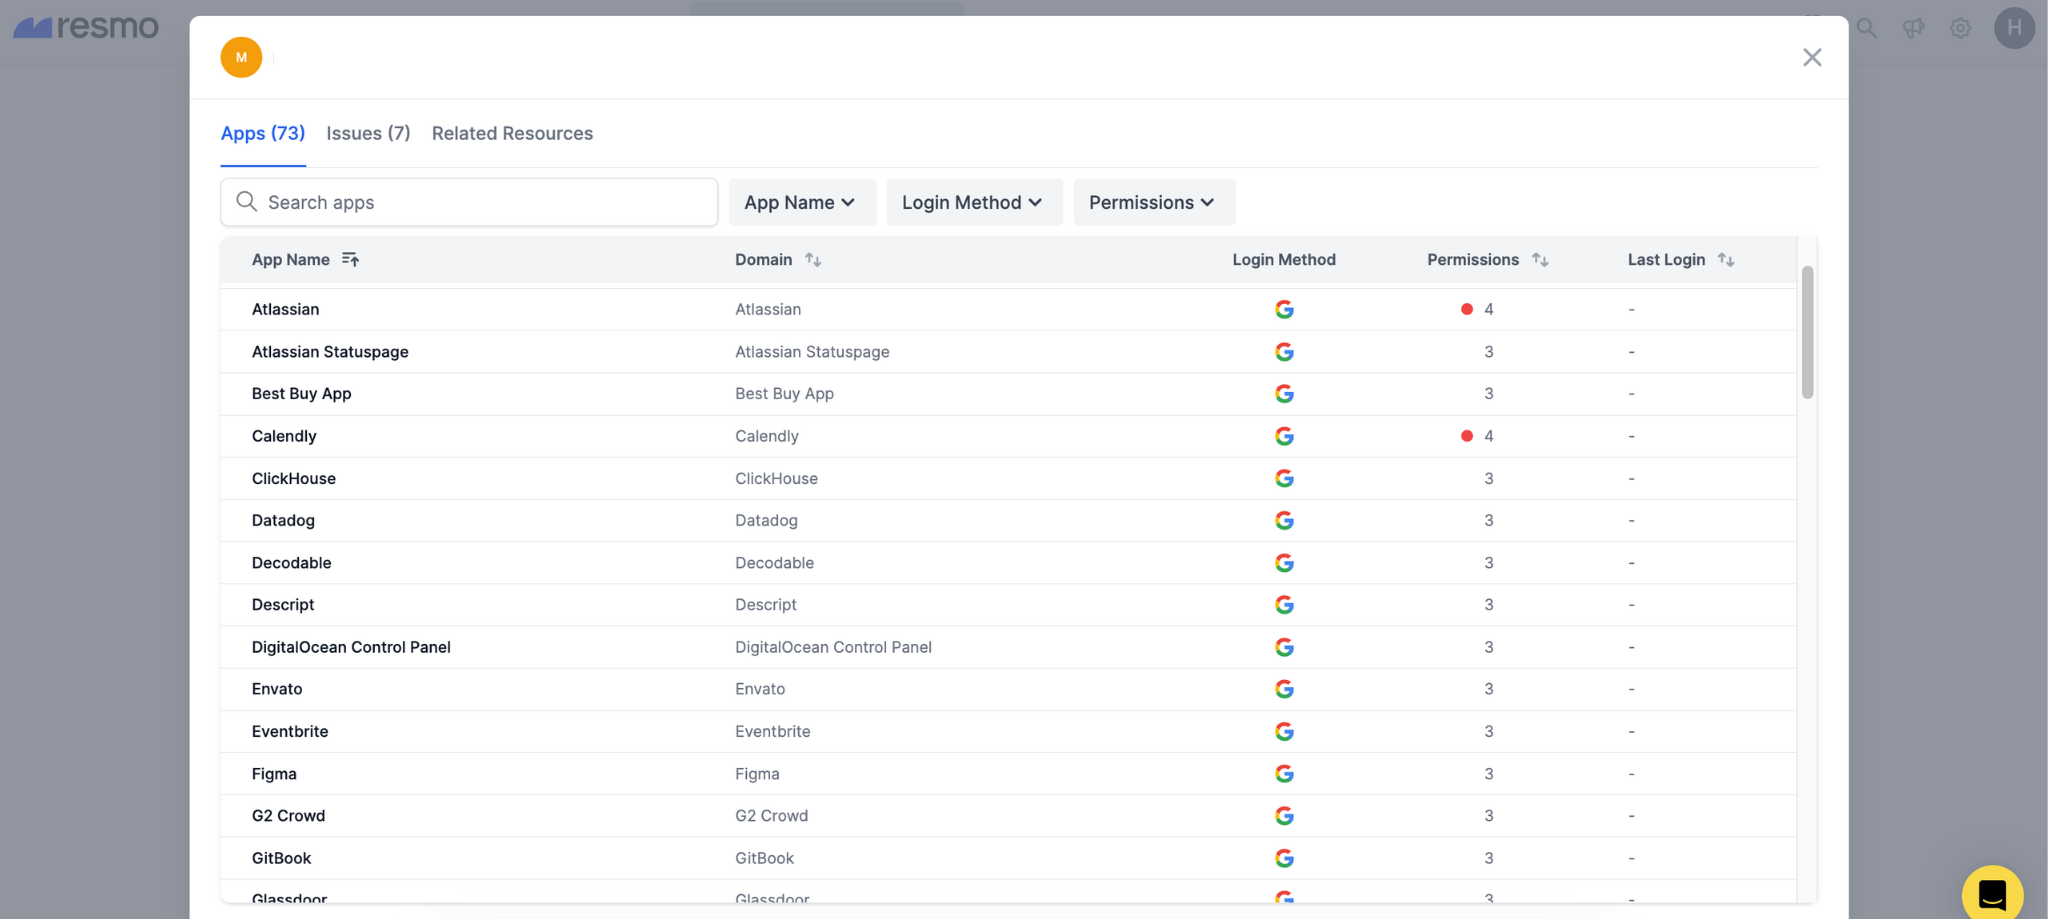 resmo
M
H
Apps (73) Issues (7) Related Resources
Search apps App Name Login Method Permissions
App Name Domain Login Method Permissions Last Login
Atlassian Atlassian 4 -
Atlassian Statuspage Atlassian Statuspage 3 -
Best Buy App Best Buy App 3 -
Calendly Calendly 4 -
ClickHouse ClickHouse 3 -
Datadog Datadog 3 -
Decodable Decodable 3 -
Descript Descript 3 -
DigitalOcean Control Panel DigitalOcean Control Panel 3 -
Envato Envato 3 -
Eventbrite Eventbrite 3 -
Figma Figma 3 -
G2 Crowd G2 Crowd 3 -
GitBook GitBook 3 -
Glassdoor Glassdoor 3 -